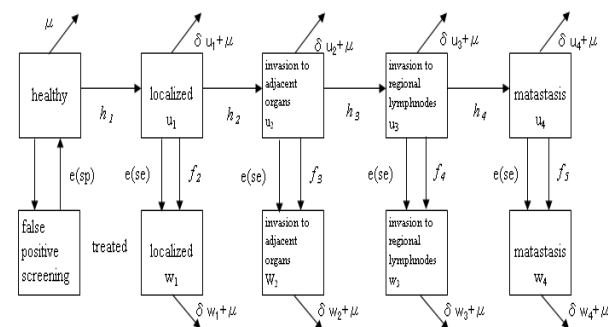 μ
δ u1+μ
δ u2+μ
δ u3+μ
δ u4+μ
healthy
h1
localized
u1
h2
invasion to
adjacent
organs
u2
h3
invasion to
regional
lymphnodes
u3
h4
matastasis
u4
e(sp)
e(se)
f2
e(se)
f3
e(se)
f4
e(se)
f5
false
positive
screening
treated
localized
w1
invasion to
adjacent
organs
W2
invasion to
regional
lymphnodes
w3
matastasis
w4
δ w1+μ
δ w2+μ
δ w3+μ
δ w4+μ